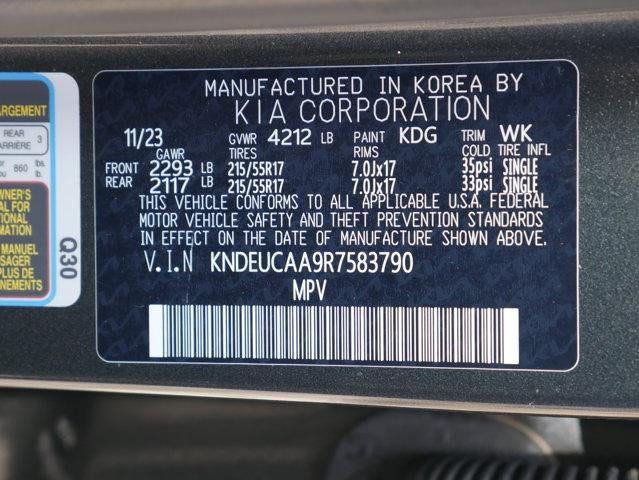 ARGEMENT
REAR
ARRIÈRE 3
860 lbs.
kg
WNER'S
AL FOR
TIONAL
MATION
MANUEL
SAGER
PLUS DE
NEMENTS
Q30
MANUFACTURED IN KOREA BY
KIA CORPORATION
11/23 GVWR 4212 LB PAINT KDG TRIM WK
GAWR TIRES RIMS COLD TIRE INFL
FRONT 2293 LB 215/55R17 7.0Jx17 35psi SINGLE
REAR 2117 LB 215/55R17 7.0Jx17 33psi SINGLE
THIS VEHICLE CONFORMS TO ALL APPLICABLE U.S.A. FEDERAL
MOTOR VEHICLE SAFETY AND THEFT PREVENTION STANDARDS
IN EFFECT ON THE DATE OF MANUFACTURE SHOWN ABOVE.
V.I.N KNDEUCAA9R7583790
MPV